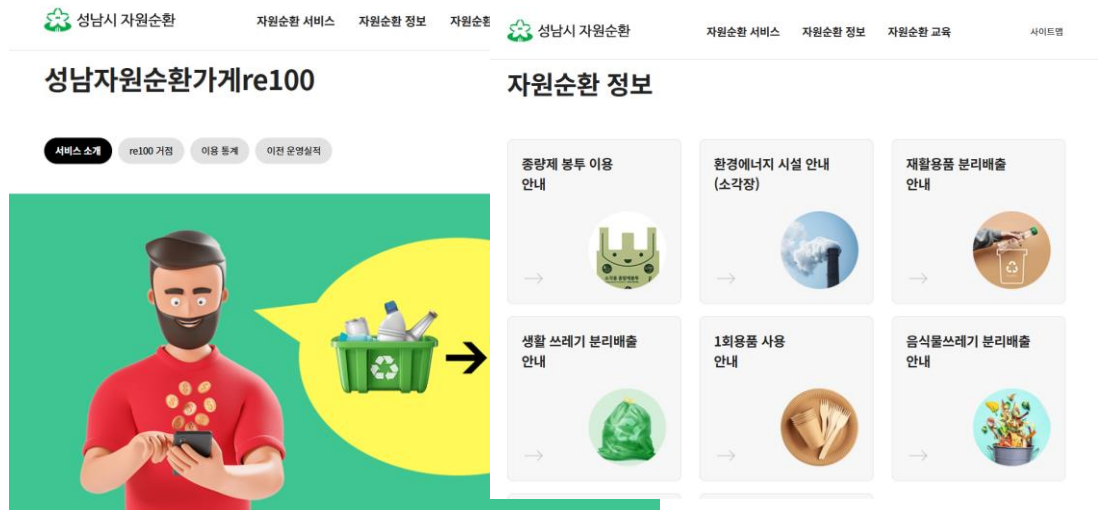 성남시 자원순환
자원순환 서비스 자원순환 정보 자원순환
성남자원순환가게re100
서비스 소개 re100 거점 이용 통계 이전 운영실적
성남시 자원순환
자원순환 서비스 자원순환 정보 자원순환 교육 사이트맵
자원순환 정보
종량제 봉투 이용
안내
환경에너지 시설 안내
(소각장)
재활용품 분리배출
안내
생활 쓰레기 분리배출
안내
1회용품 사용
안내
음식물쓰레기 분리배출
안내